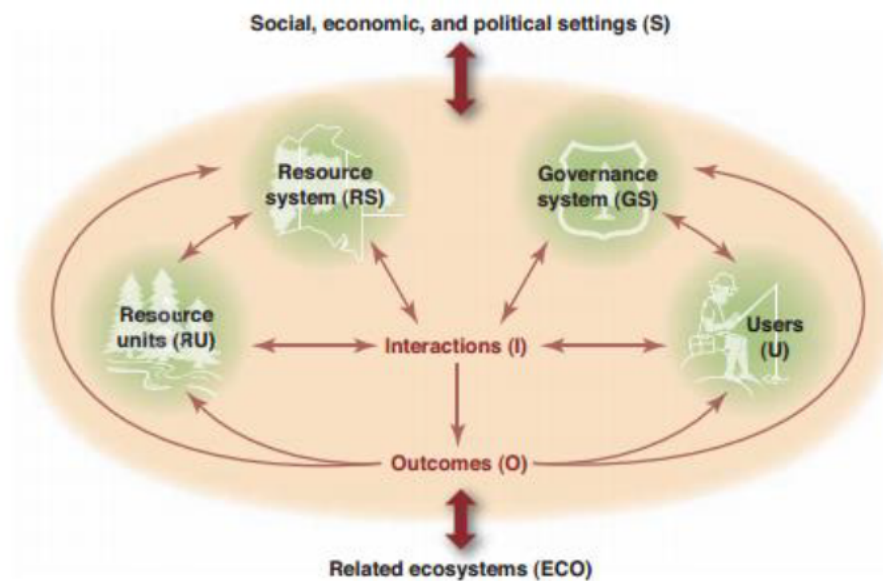 Social, economic, and political settings (S)
Resource
system (RS)
Governance
system (GS)
Resource
units (RU)
Interactions (I)
Users
(U)
Outcomes (O)
Related ecosystems (ECO)